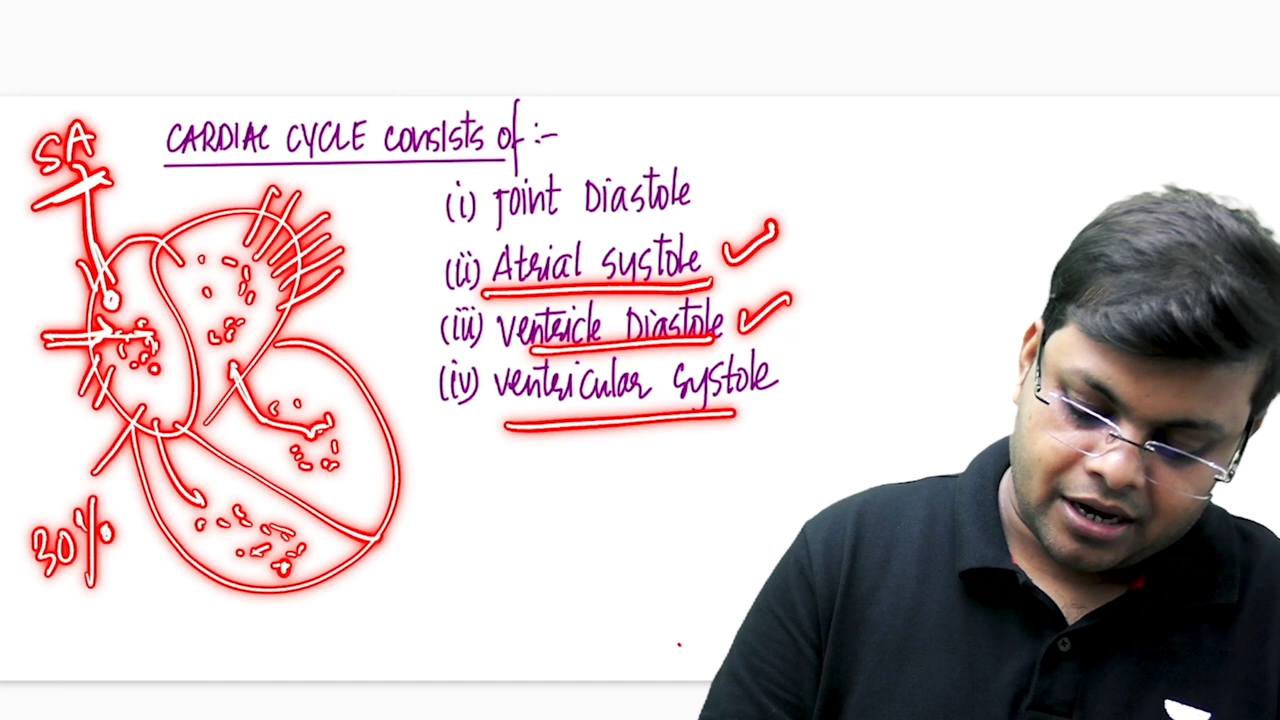 SA
CARDIAC CYCLE consists of :-
(i) Joint Diastole
(ii) Atrial systole
(iii) ventricle Diastole
(iv) ventricular systole
30%